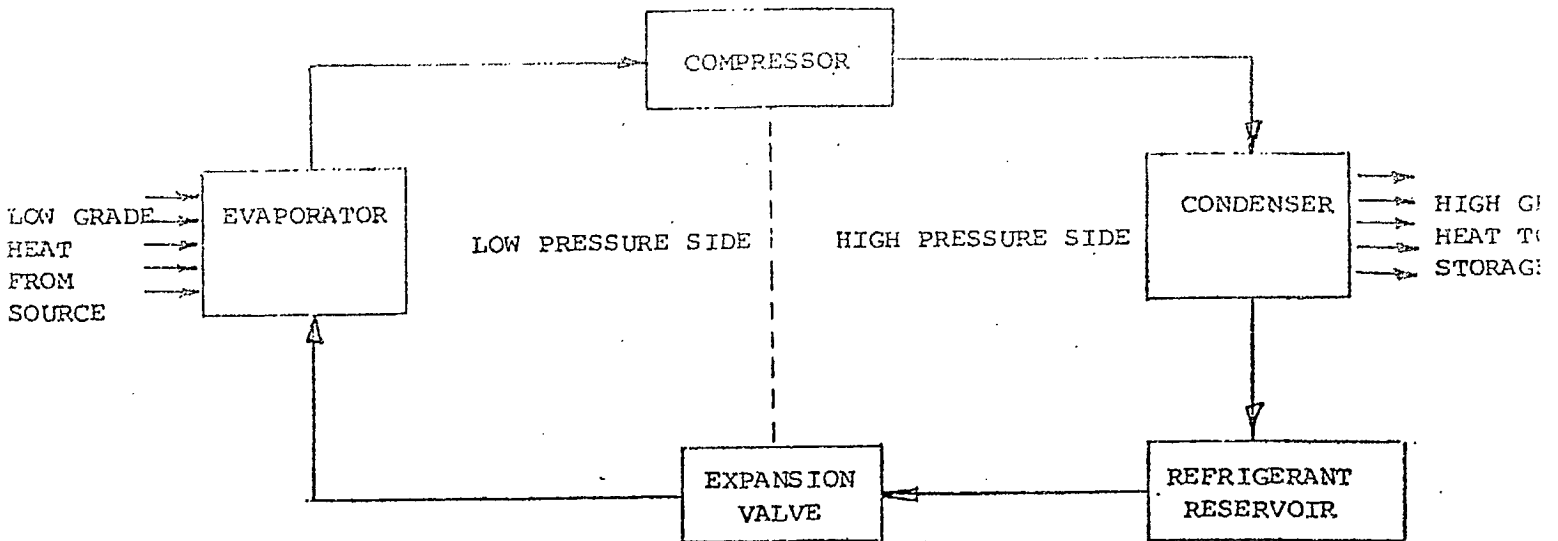 COMPRESSOR
EVAPORATOR
CONDENSER
LOW GRADE
HEAT
FROM
SOURCE
LOW PRESSURE SIDE
HIGH PRESSURE SIDE
HIGH
HEAT
STORAGE
EXPANSION
VALVE
REFRIGERANT
RESERVOIR